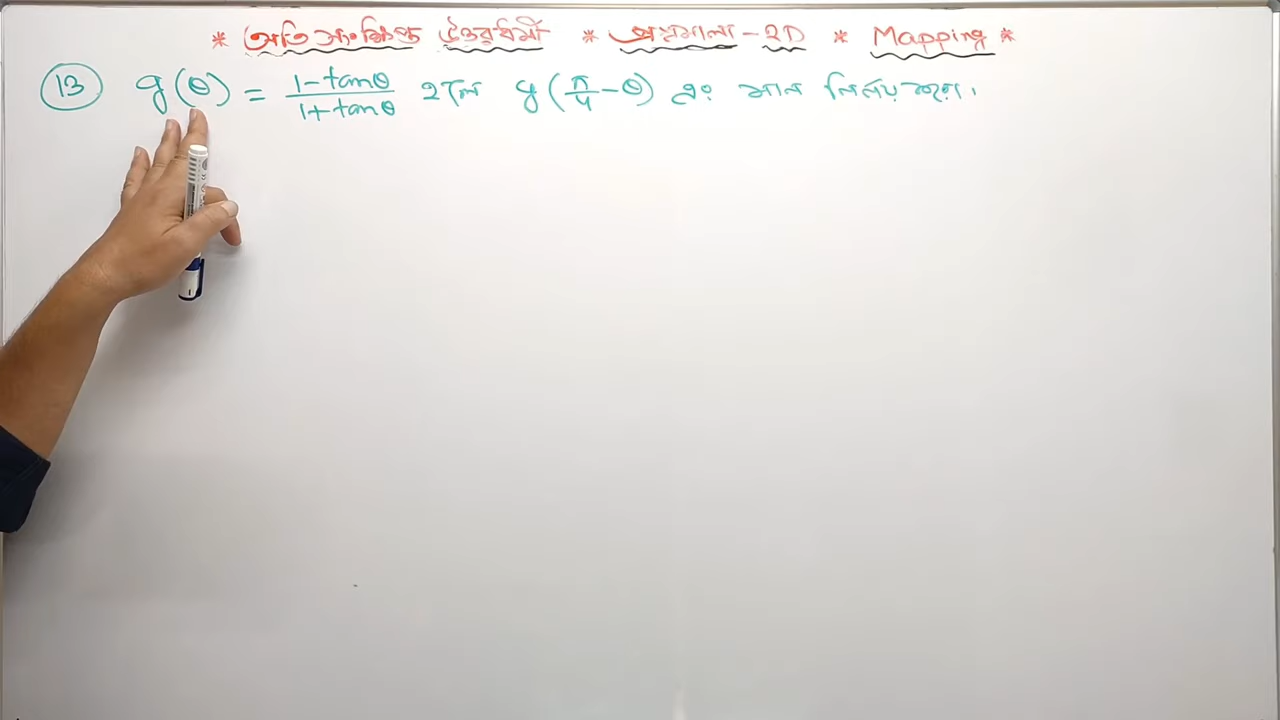 * অতি সংক্ষিপ্ত উত্তরধর্মী * প্রশ্নমালা - 2D * Mapping *
13 g(θ) = (1 - tanθ)/(1 + tanθ) হলে g(π/4 - θ) এর মান নির্ণয় করো।